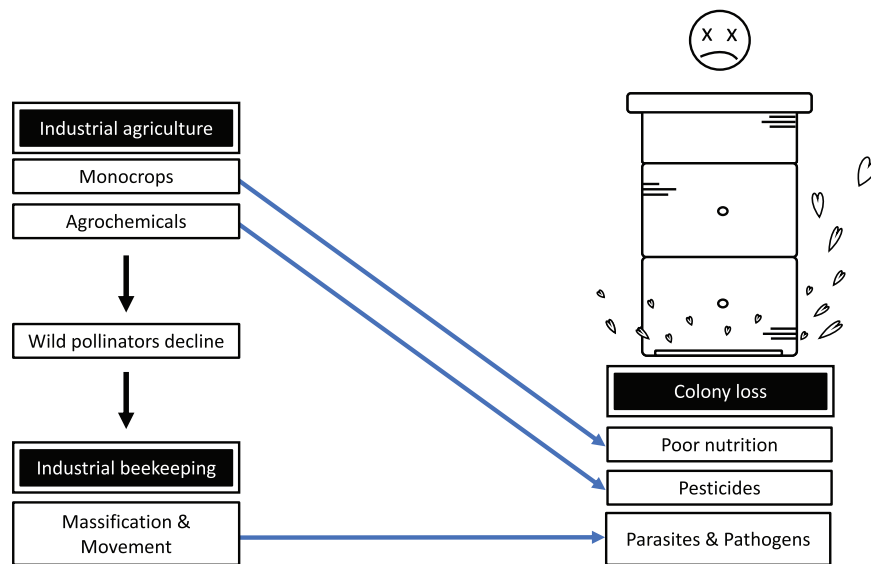 x x
Industrial agriculture
Monocrops
Agrochemicals
Wild pollinators decline
Industrial beekeeping
Massification &
Movement
Colony loss
Poor nutrition
Pesticides
Parasites & Pathogens